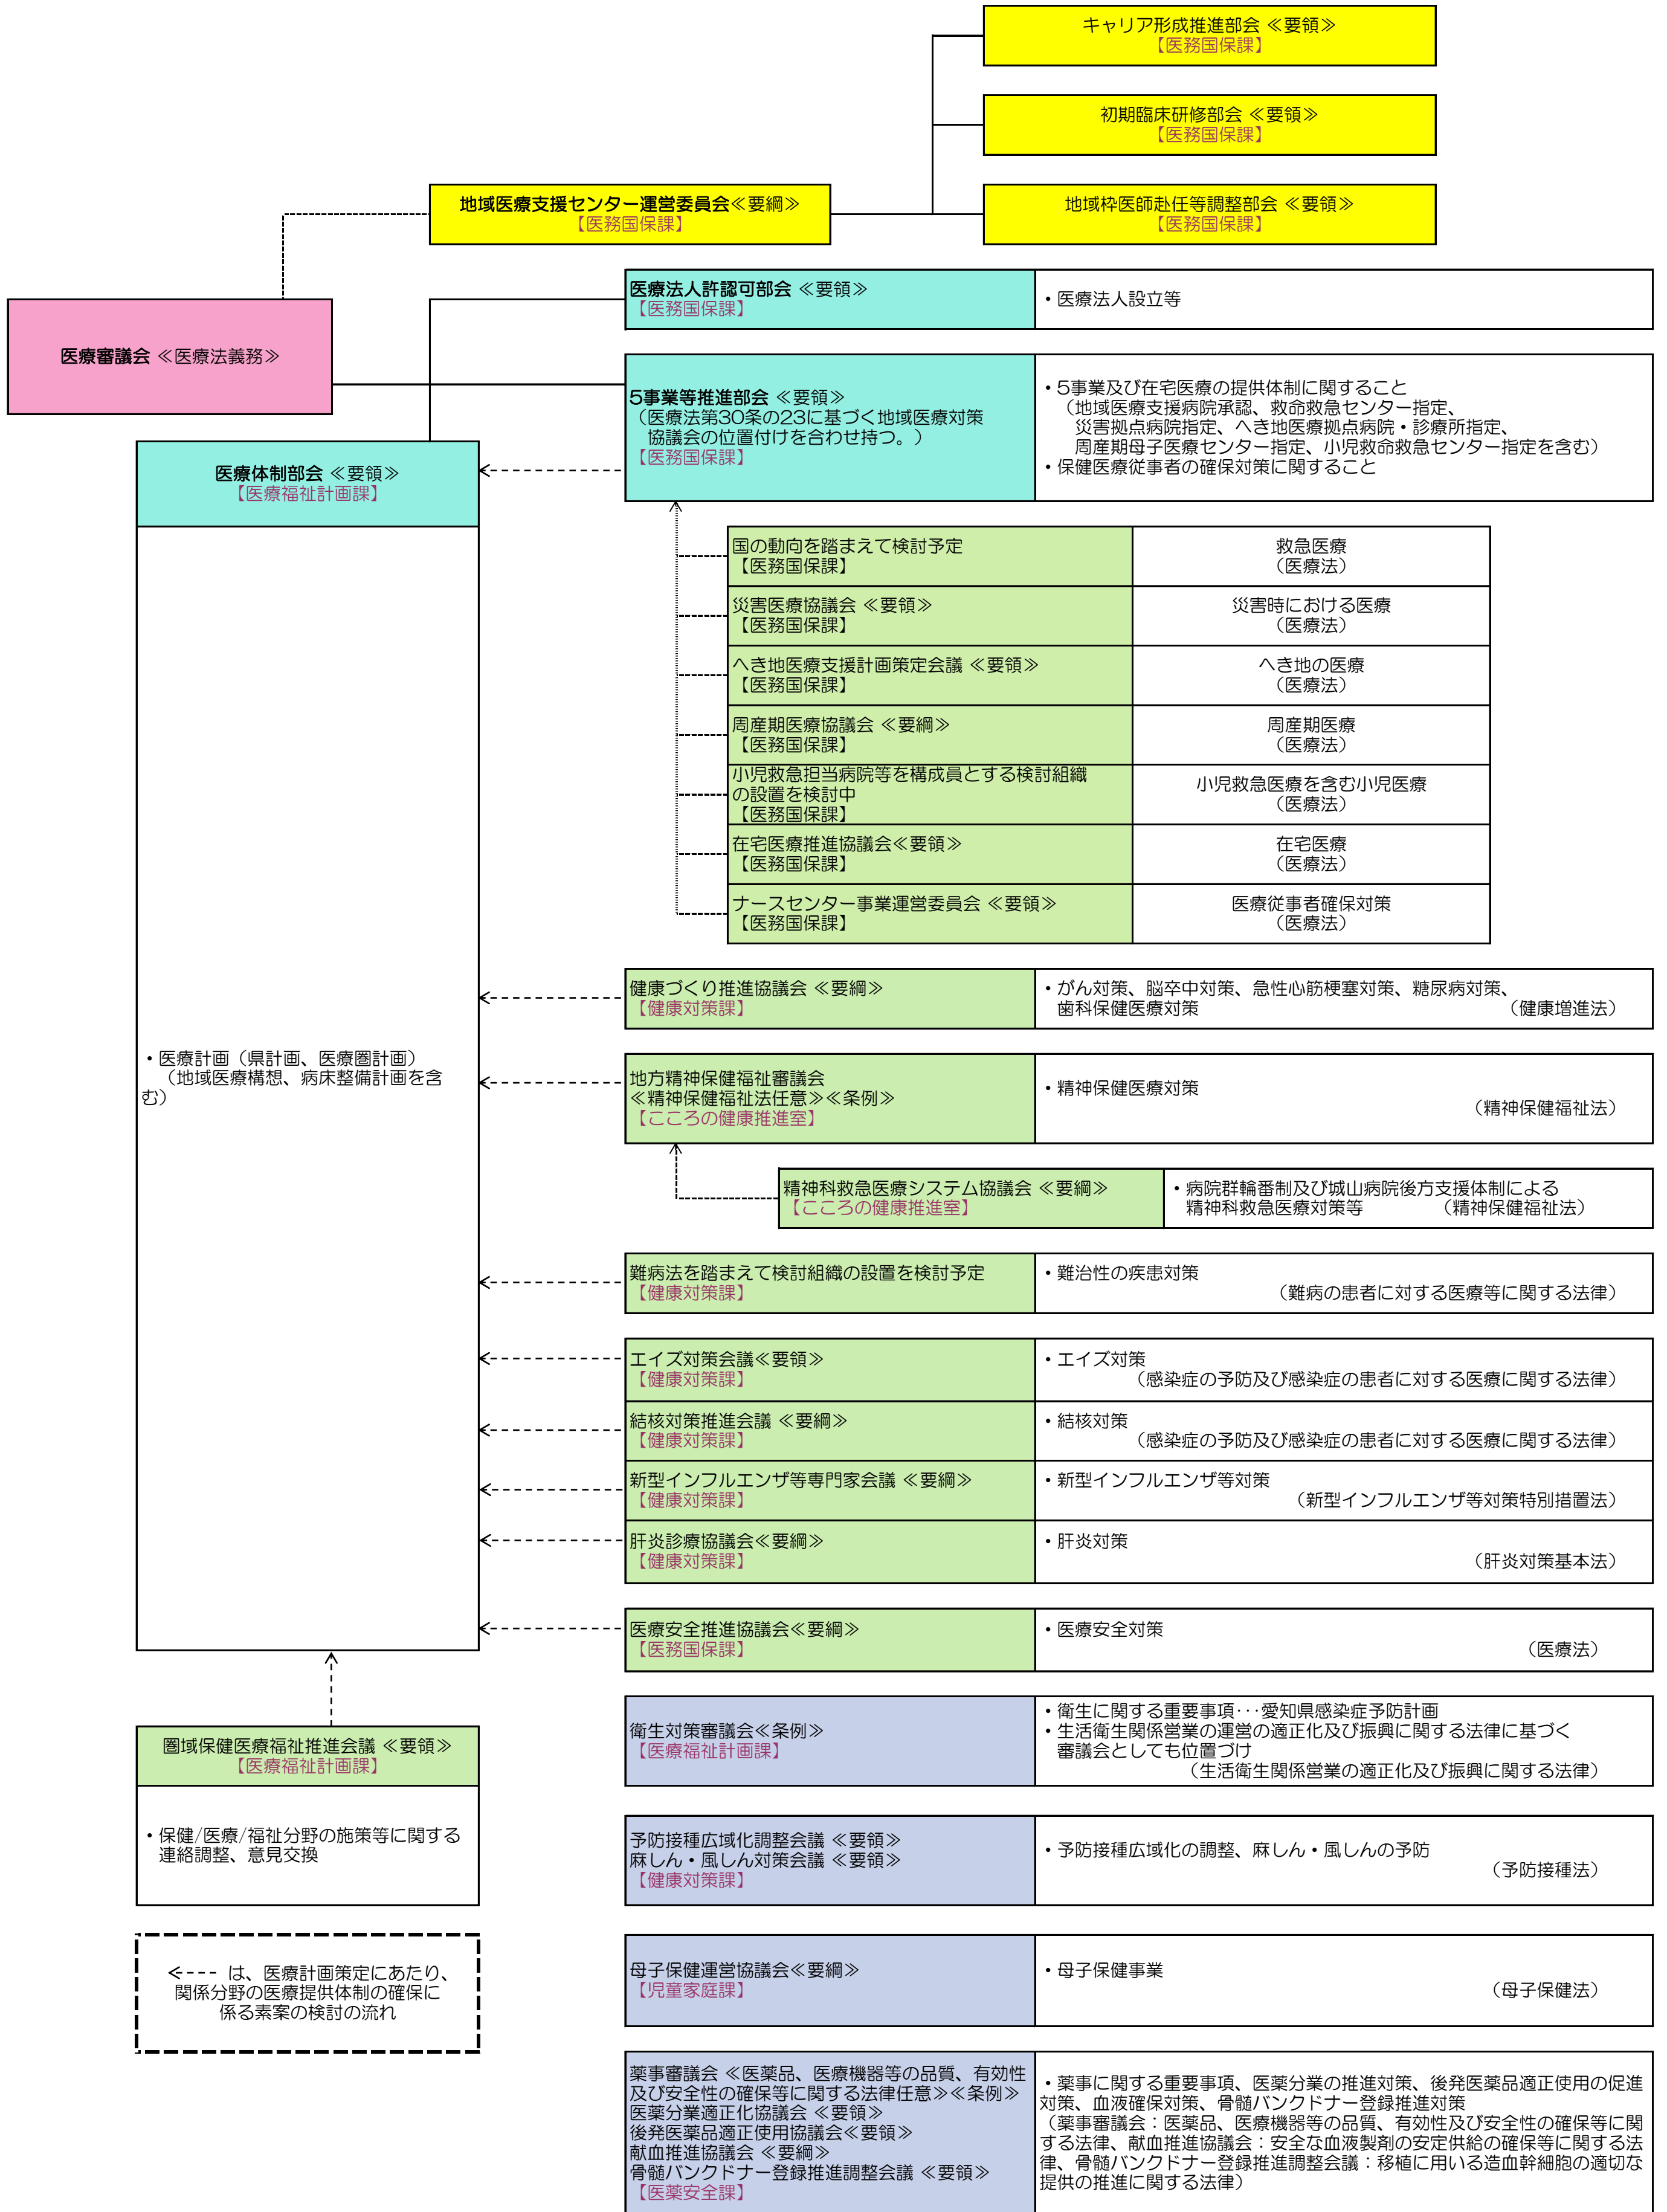 キャリア形成推進部会 ≪要領≫
【医務国保課】
初期臨床研修部会 ≪要領≫
【医務国保課】
地域医療支援センター運営委員会≪要綱≫
【医務国保課】
地域枠医師赴任等調整部会 ≪要領≫
【医務国保課】
医療法人許認可部会 ≪要領≫
【医務国保課】
・医療法人設立等
医療審議会 ≪医療法義務≫
5事業等推進部会 ≪要領≫
（医療法第30条の23に基づく地域医療対策
協議会の位置付けを合わせ持つ。）
【医務国保課】
・5事業及び在宅医療の提供体制に関すること
（地域医療支援病院承認、救命救急センター指定、
災害拠点病院指定、へき地医療拠点病院・診療所指定、
周産期母子医療センター指定、小児救命救急センター指定を含む）
・保健医療従事者の確保対策に関すること
医療体制部会 ≪要領≫
【医療福祉計画課】
国の動向を踏まえて検討予定
【医務国保課】
救急医療
（医療法）
災害医療協議会 ≪要領≫
【医務国保課】
災害時における医療
（医療法）
へき地医療支援計画策定会議 ≪要領≫
【医務国保課】
へき地の医療
（医療法）
周産期医療協議会 ≪要綱≫
【医務国保課】
周産期医療
（医療法）
小児救急担当病院等を構成員とする検討組織
の設置を検討中
【医務国保課】
小児救急医療を含む小児医療
（医療法）
在宅医療推進協議会≪要領≫
【医務国保課】
在宅医療
（医療法）
ナースセンター事業運営委員会 ≪要領≫
【医務国保課】
医療従事者確保対策
（医療法）
健康づくり推進協議会 ≪要綱≫
【健康対策課】
・がん対策、脳卒中対策、急性心筋梗塞対策、糖尿病対策、
歯科保健医療対策 （健康増進法）
・医療計画（県計画、医療圏計画）
（地域医療構想、病床整備計画を含
む）
地方精神保健福祉審議会
≪精神保健福祉法任意≫≪条例≫
【こころの健康推進室】
・精神保健医療対策
（精神保健福祉法）
精神科救急医療システム協議会 ≪要綱≫
【こころの健康推進室】
・病院群輪番制及び城山病院後方支援体制による
精神科救急医療対策等 （精神保健福祉法）
難病法を踏まえて検討組織の設置を検討予定
【健康対策課】
・難治性の疾患対策
（難病の患者に対する医療等に関する法律）
エイズ対策会議≪要領≫
【健康対策課】
・エイズ対策
（感染症の予防及び感染症の患者に対する医療に関する法律）
結核対策推進会議 ≪要綱≫
【健康対策課】
・結核対策
（感染症の予防及び感染症の患者に対する医療に関する法律）
新型インフルエンザ等専門家会議 ≪要綱≫
【健康対策課】
・新型インフルエンザ等対策
（新型インフルエンザ等対策特別措置法）
肝炎診療協議会≪要綱≫
【健康対策課】
・肝炎対策
（肝炎対策基本法）
医療安全推進協議会≪要綱≫
【医務国保課】
・医療安全対策
（医療法）
圏域保健医療福祉推進会議 ≪要領≫
【医療福祉計画課】
・保健/医療/福祉分野の施策等に関する
連絡調整、意見交換
衛生対策審議会≪条例≫
【医療福祉計画課】
・衛生に関する重要事項･･･愛知県感染症予防計画
・生活衛生関係営業の運営の適正化及び振興に関する法律に基づく
審議会としても位置づけ
（生活衛生関係営業の適正化及び振興に関する法律）
予防接種広域化調整会議 ≪要領≫
麻しん・風しん対策会議 ≪要領≫
【健康対策課】
・予防接種広域化の調整、麻しん・風しんの予防
（予防接種法）
は、医療計画策定にあたり、
関係分野の医療提供体制の確保に
係る素案の検討の流れ
母子保健運営協議会≪要綱≫
【児童家庭課】
・母子保健事業
（母子保健法）
薬事審議会 ≪医薬品、医療機器等の品質、有効性
及び安全性の確保等に関する法律任意≫≪条例≫
医薬分業適正化協議会 ≪要領≫
後発医薬品適正使用協議会≪要領≫
献血推進協議会 ≪要綱≫
骨髄バンクドナー登録推進調整会議 ≪要領≫
【医薬安全課】
・薬事に関する重要事項、医薬分業の推進対策、後発医薬品適正使用の促進
対策、血液確保対策、骨髄バンクドナー登録推進対策
（薬事審議会：医薬品、医療機器等の品質、有効性及び安全性の確保等に関
する法律、献血推進協議会：安全な血液製剤の安定供給の確保等に関する法
律、骨髄バンクドナー登録推進調整会議：移植に用いる造血幹細胞の適切な
提供の推進に関する法律）